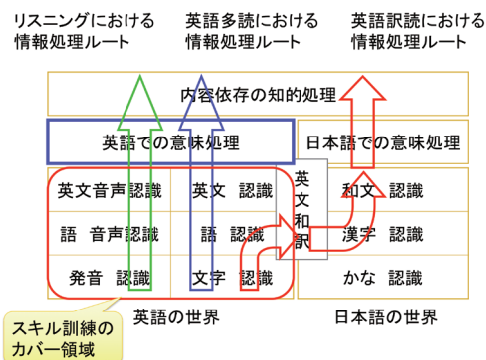 リスニングにおける
情報処理ルート
英語多読における
情報処理ルート
英語訳読における
情報処理ルート
内容依存の知的処理
英語での意味処理
日本語での意味処理
英文音声認識
英文 認識
英文和訳
和文 認識
語 音声認識
語 認識
漢字 認識
発音 認識
文字 認識
かな 認識
英語の世界
日本語の世界
スキル訓練の
カバー領域